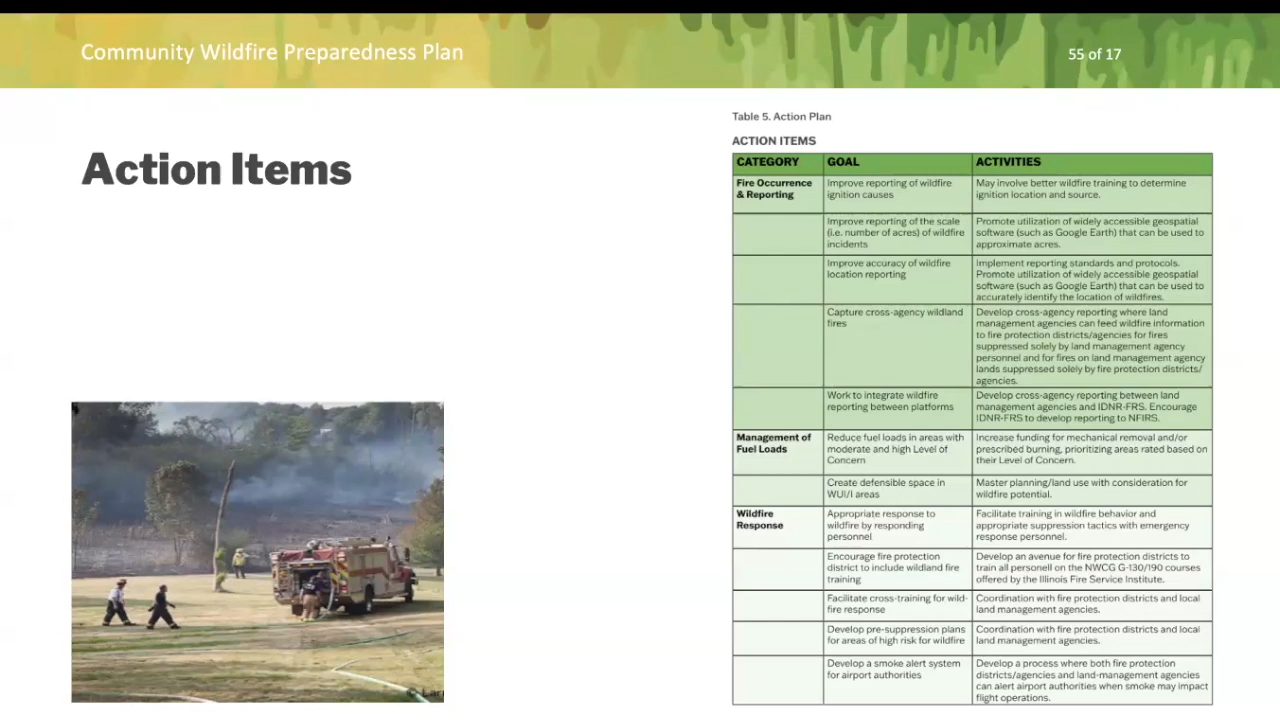 Community Wildfire Preparedness Plan
55 of 17
Action Items
Table 5. Action Plan
ACTION ITEMS
CATEGORY GOAL ACTIVITIES
Fire Occurrence
& Reporting
Improve reporting of wildfire
ignition causes
May involve better wildfire training to determine
ignition location and source.
Improve reporting of the scale
(i.e. number of acres) of wildfire
incidents
Promote utilization of widely accessible geospatial
software (such as Google Earth) that can be used to
approximate acres.
Improve accuracy of wildfire
location reporting
Implement reporting standards and protocols.
Promote utilization of widely accessible geospatial
software (such as Google Earth) that can be used to
accurately identify the location of wildfires.
Capture cross-agency wildland
fires
Develop cross-agency reporting where land
management agencies can feed wildfire information
to fire protection districts/agencies for fires
suppressed solely by land management agency
personnel and for fires on land management agency
lands suppressed solely by fire protection districts/
agencies.
Work to integrate wildfire
reporting between platforms
Develop cross-agency reporting between land
management agencies and IDNR-FRS. Encourage
IDNR-FRS to develop reporting to NFIRS.
Management of
Fuel Loads
Reduce fuel loads in areas with
moderate and high Level of
Concern
Increase funding for mechanical removal and/or
prescribed burning, prioritizing areas rated based on
their Level of Concern.
Create defensible space in
WUI/I areas
Master planning/land use with consideration for
wildfire potential.
Wildfire
Response
Appropriate response to
wildfire by responding
personnel
Facilitate training in wildfire behavior and
appropriate suppression tactics with emergency
response personnel.
Encourage fire protection
district to include wildland fire
training
Develop an avenue for fire protection districts to
train all personell on the NWCG G-130/190 courses
offered by the Illinois Fire Service Institute.
Facilitate cross-training for wild-
fire response
Coordination with fire protection districts and local
land management agencies.
Develop pre-suppression plans
for areas of high risk for wildfire
Coordination with fire protection districts and local
land management agencies.
Develop a smoke alert system
for airport authorities
Develop a process where both fire protection
districts/agencies and land-management agencies
can alert airport authorities when smoke may impact
flight operations.